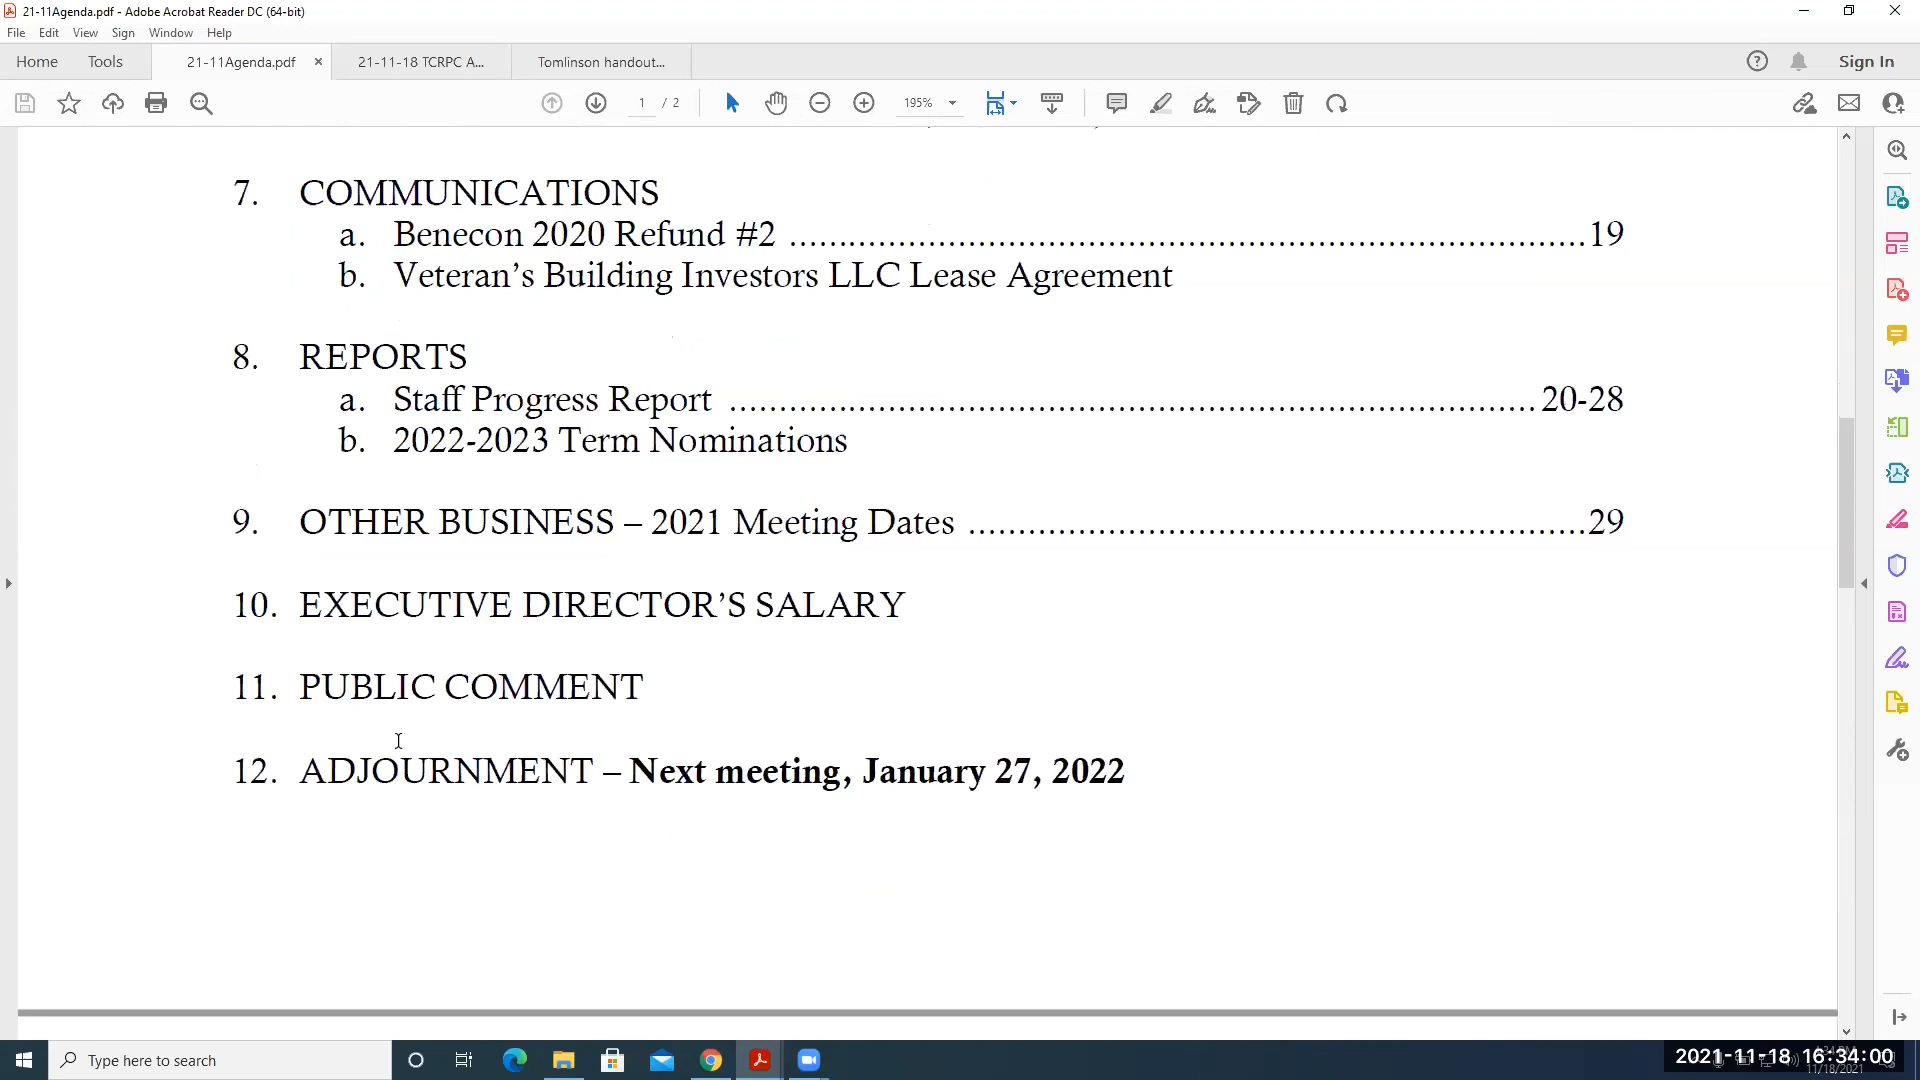 21-11Agenda.pdf - Adobe Acrobat Reader DC (64-bit)
File Edit View Sign Window Help
Home Tools 21-11Agenda.pdf × 21-11-18 TCRPC A... Tomlinson handout... Sign In
1 / 2 195%
7. COMMUNICATIONS
a. Benecon 2020 Refund #2 ................................................................................19
b. Veteran’s Building Investors LLC Lease Agreement
8. REPORTS
a. Staff Progress Report .................................................................................20-28
b. 2022-2023 Term Nominations
9. OTHER BUSINESS – 2021 Meeting Dates ..............................................................29
10. EXECUTIVE DIRECTOR’S SALARY
11. PUBLIC COMMENT
12. ADJOURNMENT – Next meeting, January 27, 2022
Type here to search
2021-11-18 16:34:00
11/18/2021